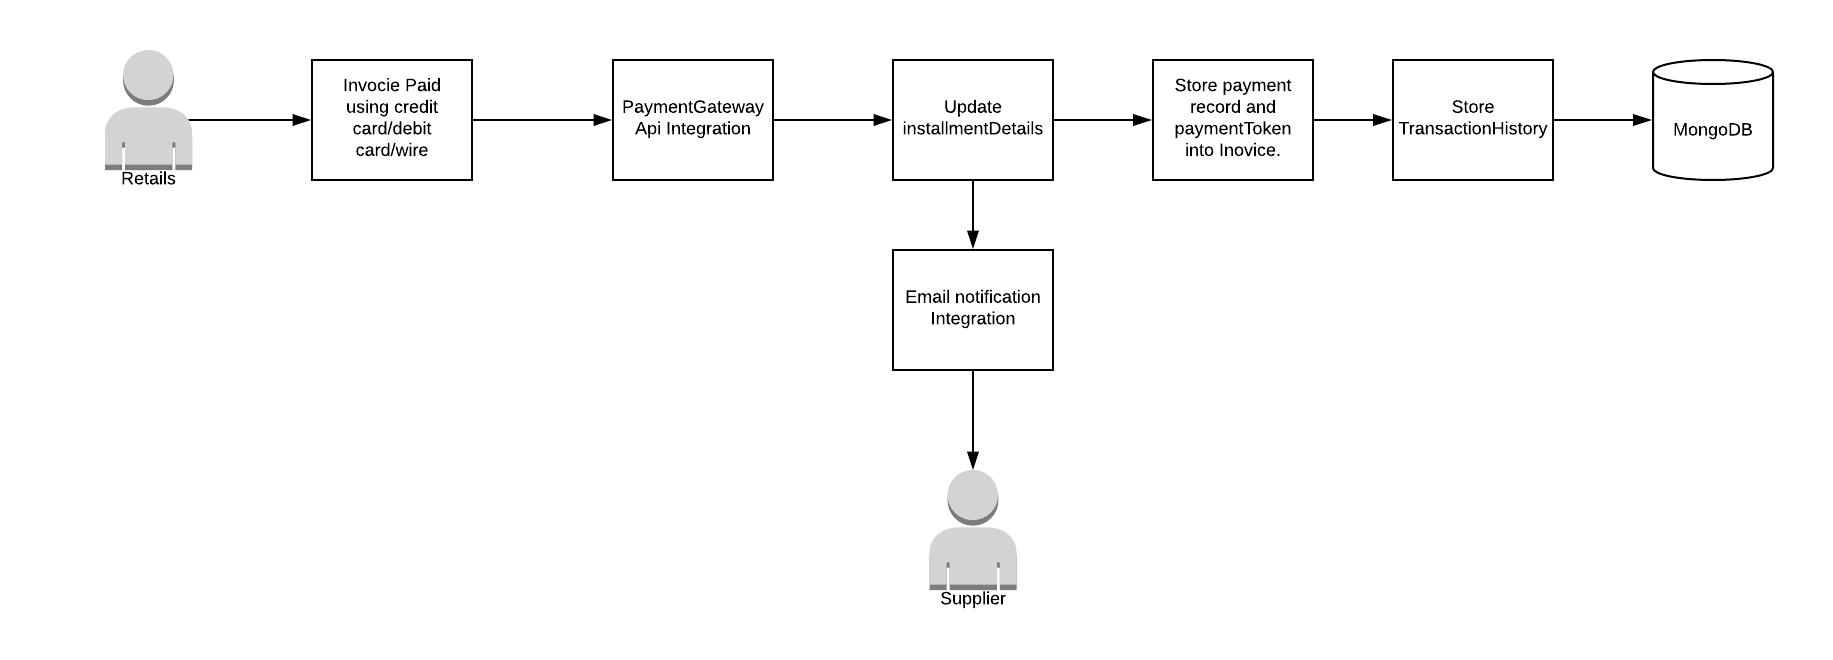 Retails
Invocie Paid
using credit
card/debit
card/wire
PaymentGateway
Api Integration
Update
installmentDetails
Store payment
record and
paymentToken
into Inovice.
Store
TransactionHistory
MongoDB
Email notification
Integration
Supplier